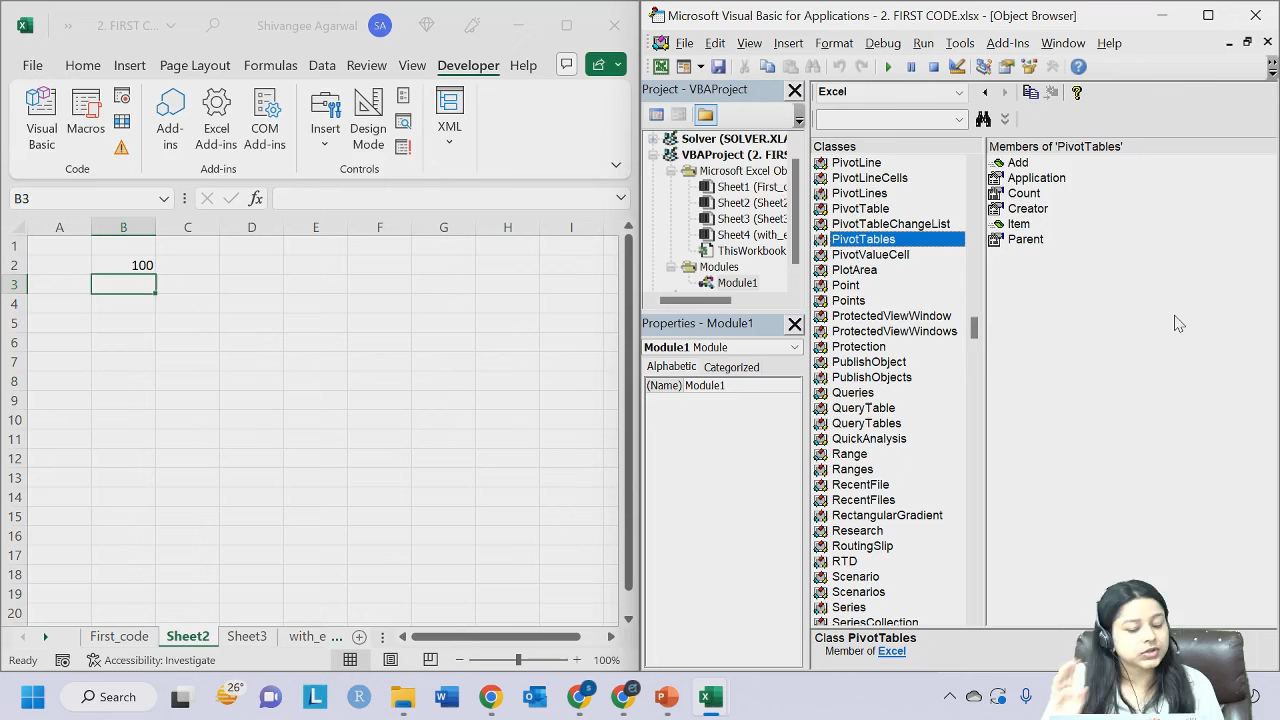 2. FIRST C...
Shivangee Agarwal
SA
File
Home
Insert
Page Layout
Formulas
Data
Review
View
Developer
Help
Visual Basic
Macros
Add-ins
Excel Add-ins
COM Add-ins
Insert
Design Mode
XML
Code
Add-ins
Controls
B3
fx
A B C D E F G H I
1
2 100
3
4
5
6
7
8
9
10
11
12
13
14
15
16
17
18
19
20
First_code
Sheet2
Sheet3
with_e ...
Ready
Accessibility: Investigate
100%
Microsoft Visual Basic for Applications - 2. FIRST CODE.xlsx - [Object Browser]
File Edit View Insert Format Debug Run Tools Add-Ins Window Help
Project - VBAProject
Solver (SOLVER.XL
VBAProject (2. FIRS
Microsoft Excel Ob
Sheet1 (First_c
Sheet2 (Sheet2
Sheet3 (Sheet3
Sheet4 (with_e
ThisWorkbook
Modules
Module1
Properties - Module1
Module1 Module
Alphabetic Categorized
(Name) Module1
Excel
Classes
PivotLine
PivotLineCells
PivotLines
PivotTable
PivotTableChangeList
PivotTables
PivotValueCell
PlotArea
Point
Points
ProtectedViewWindow
ProtectedViewWindows
Protection
PublishObject
PublishObjects
Queries
QueryTable
QueryTables
QuickAnalysis
Range
Ranges
RecentFile
RecentFiles
RectangularGradient
Research
RoutingSlip
RTD
Scenario
Scenarios
Series
SeriesCollection
Members of 'PivotTables'
Add
Application
Count
Creator
Item
Parent
Class PivotTables
Member of Excel
Search
26°